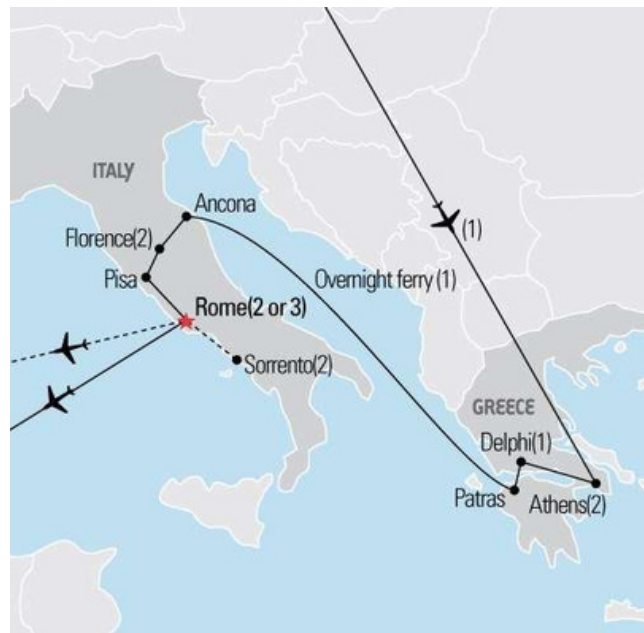 ITALY
Ancona
Florence(2)
(1)
Pisa
Overnight ferry (1)
Rome(2 or 3)
Sorrento(2)
GREECE
Delphi(1)
Patras
Athens(2)